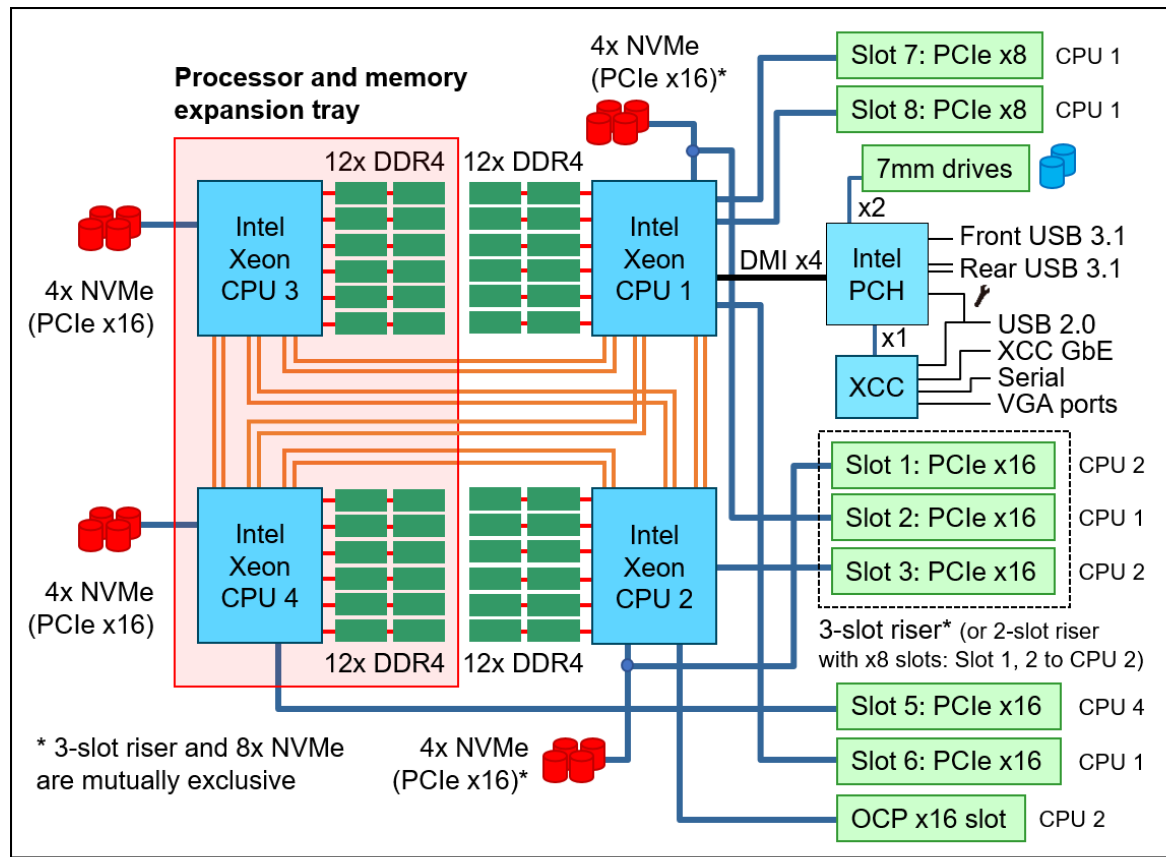 Processor and memory
expansion tray
4x NVMe
(PCIe x16)*
Slot 7: PCIe x8
CPU 1
Slot 8: PCIe x8
CPU 1
12x DDR4
12x DDR4
7mm drives
x2
Intel
Xeon
CPU 3
Intel
Xeon
CPU 1
DMI x4
Intel
PCH
Front USB 3.1
Rear USB 3.1
4x NVMe
(PCIe x16)
x1
USB 2.0
XCC GbE
Serial
VGA ports
XCC
Slot 1: PCIe x16
CPU 2
Slot 2: PCIe x16
CPU 1
Slot 3: PCIe x16
CPU 2
Intel
Xeon
CPU 4
Intel
Xeon
CPU 2
4x NVMe
(PCIe x16)
12x DDR4
12x DDR4
3-slot riser* (or 2-slot riser
with x8 slots: Slot 1, 2 to CPU 2)
Slot 5: PCIe x16
CPU 4
* 3-slot riser and 8x NVMe
are mutually exclusive
4x NVMe
(PCIe x16)*
Slot 6: PCIe x16
CPU 1
OCP x16 slot
CPU 2